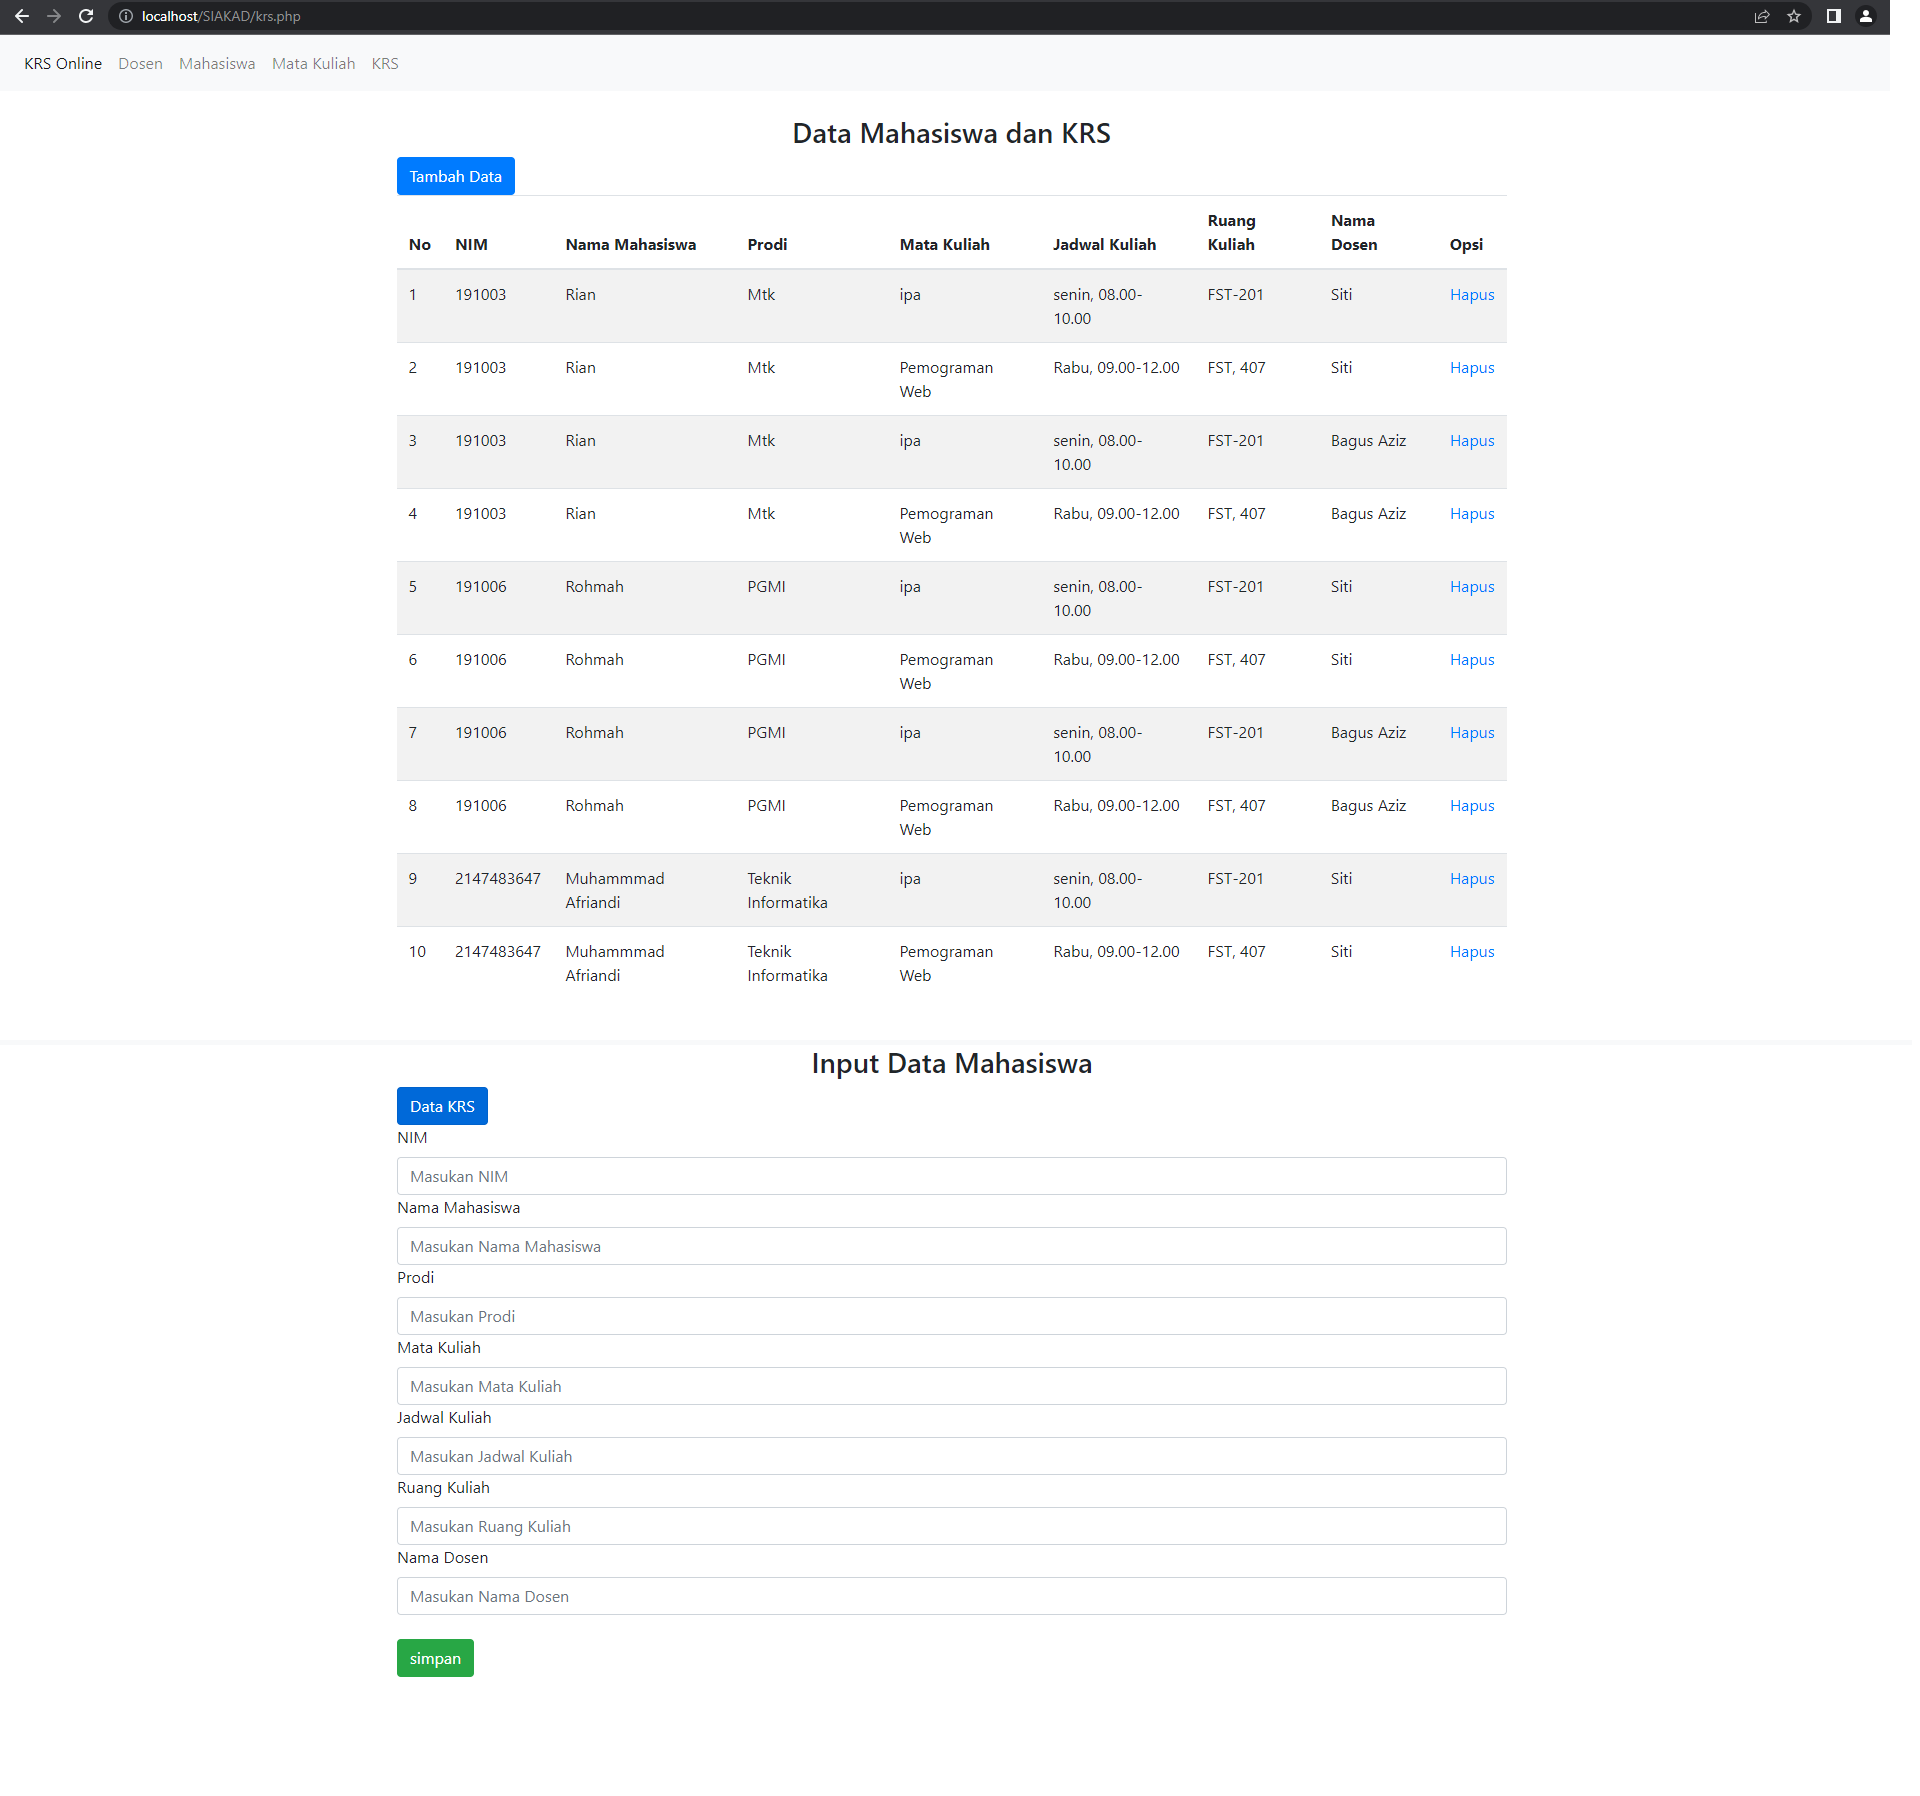 localhost/SIAKAD/krs.php
KRS Online Dosen Mahasiswa Mata Kuliah KRS
Data Mahasiswa dan KRS
Tambah Data
No NIM Nama Mahasiswa Prodi Mata Kuliah Jadwal Kuliah Ruang Kuliah Nama Dosen Opsi
1 191003 Rian Mtk ipa senin, 08.00-10.00 FST-201 Siti Hapus
2 191003 Rian Mtk Pemograman Web Rabu, 09.00-12.00 FST, 407 Siti Hapus
3 191003 Rian Mtk ipa senin, 08.00-10.00 FST-201 Bagus Aziz Hapus
4 191003 Rian Mtk Pemograman Web Rabu, 09.00-12.00 FST, 407 Bagus Aziz Hapus
5 191006 Rohmah PGMI ipa senin, 08.00-10.00 FST-201 Siti Hapus
6 191006 Rohmah PGMI Pemograman Web Rabu, 09.00-12.00 FST, 407 Siti Hapus
7 191006 Rohmah PGMI ipa senin, 08.00-10.00 FST-201 Bagus Aziz Hapus
8 191006 Rohmah PGMI Pemograman Web Rabu, 09.00-12.00 FST, 407 Bagus Aziz Hapus
9 2147483647 Muhammmad Afriandi Teknik Informatika ipa senin, 08.00-10.00 FST-201 Siti Hapus
10 2147483647 Muhammmad Afriandi Teknik Informatika Pemograman Web Rabu, 09.00-12.00 FST, 407 Siti Hapus
Input Data Mahasiswa
Data KRS
NIM
Masukan NIM
Nama Mahasiswa
Masukan Nama Mahasiswa
Prodi
Masukan Prodi
Mata Kuliah
Masukan Mata Kuliah
Jadwal Kuliah
Masukan Jadwal Kuliah
Ruang Kuliah
Masukan Ruang Kuliah
Nama Dosen
Masukan Nama Dosen
simpan